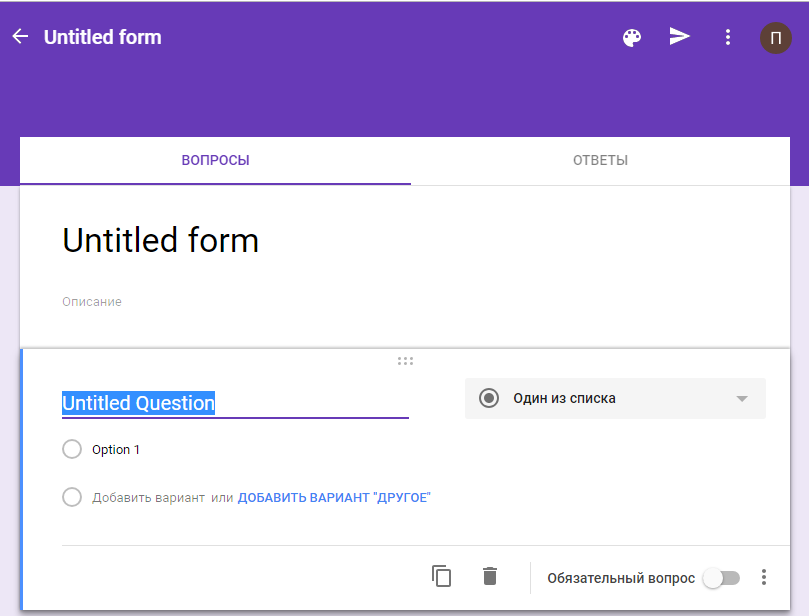 Untitled form
П
ВОПРОСЫ
ОТВЕТЫ
Untitled form
Описание
Untitled Question
Один из списка
Option 1
Добавить вариант или ДОБАВИТЬ ВАРИАНТ "ДРУГОЕ"
Обязательный вопрос